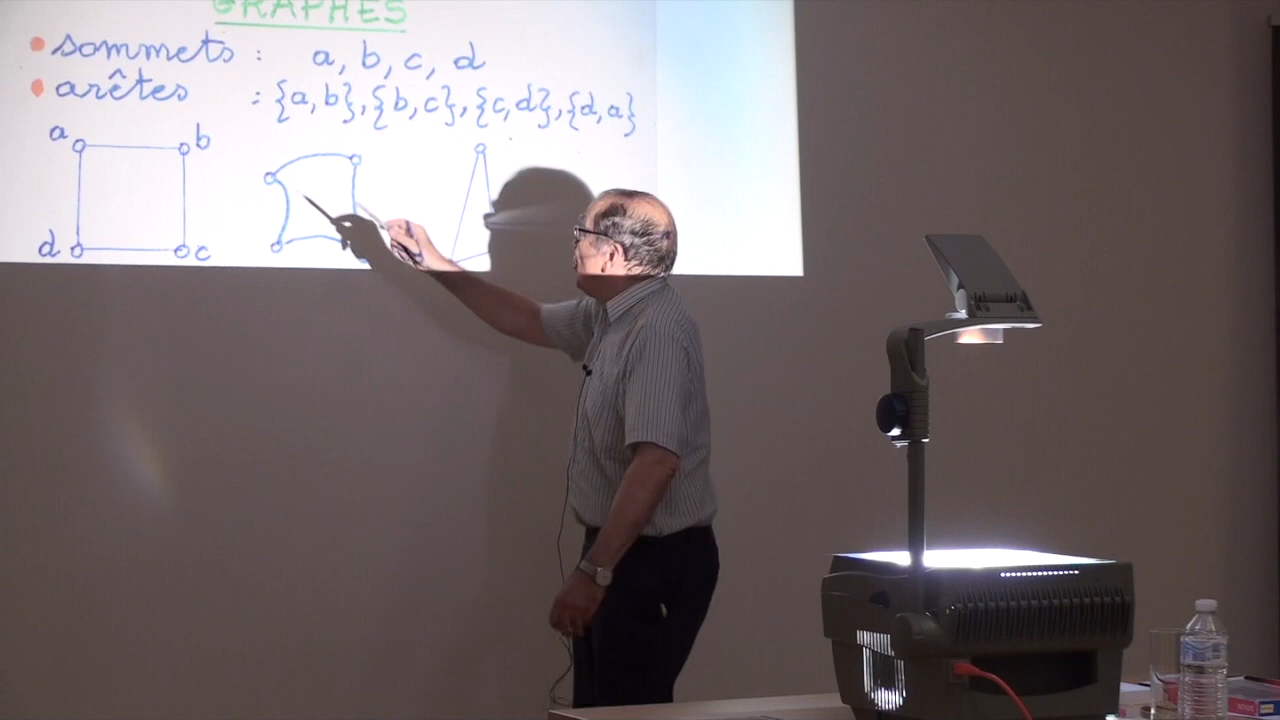 GRAPHES
• sommets : a, b, c, d
• arêtes : {a, b}, {b, c}, {c, d}, {d, a}
a b
d c